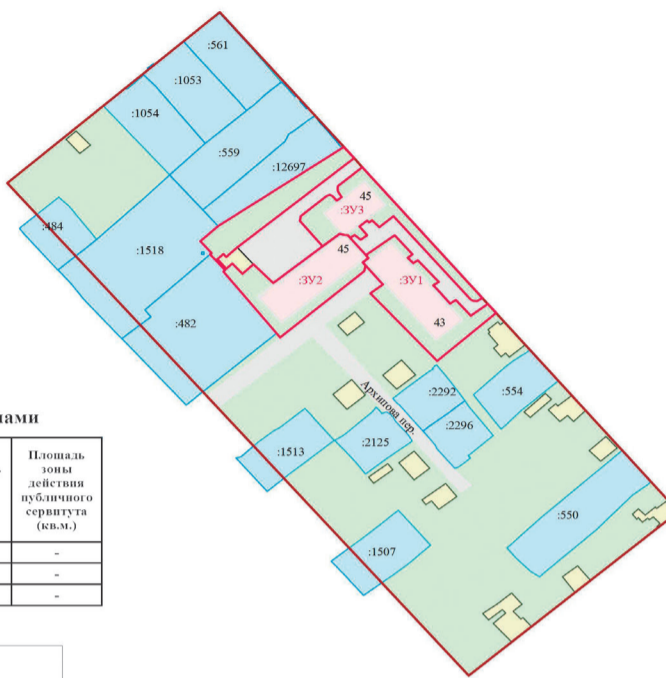 :561
:1053
:1054
:559
:12697
45
:ЗУ3
:484
:1518
45
:ЗУ2
:ЗУ1
:482
43
Архипова пер.
:2292
:554
:2296
:2125
:1513
:550
:1507
Площадь
зоны
действия
публичного
сервитута
(кв.м.)
-
-
-